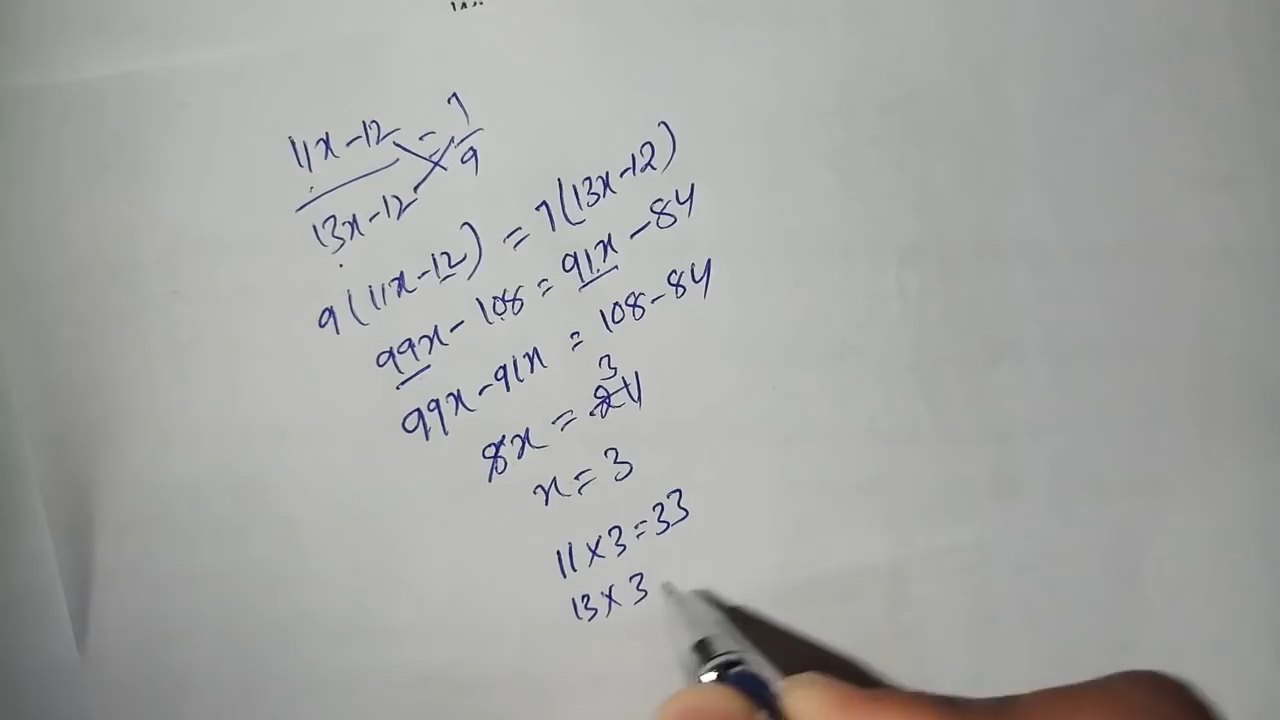 11x-12 = 7
13x-12 9
9(11x-12) = 7(13x-12)
99x-108 = 91x-84
99x-91x = 108-84
3
8x = 24
x = 3
11×3=33
13×3